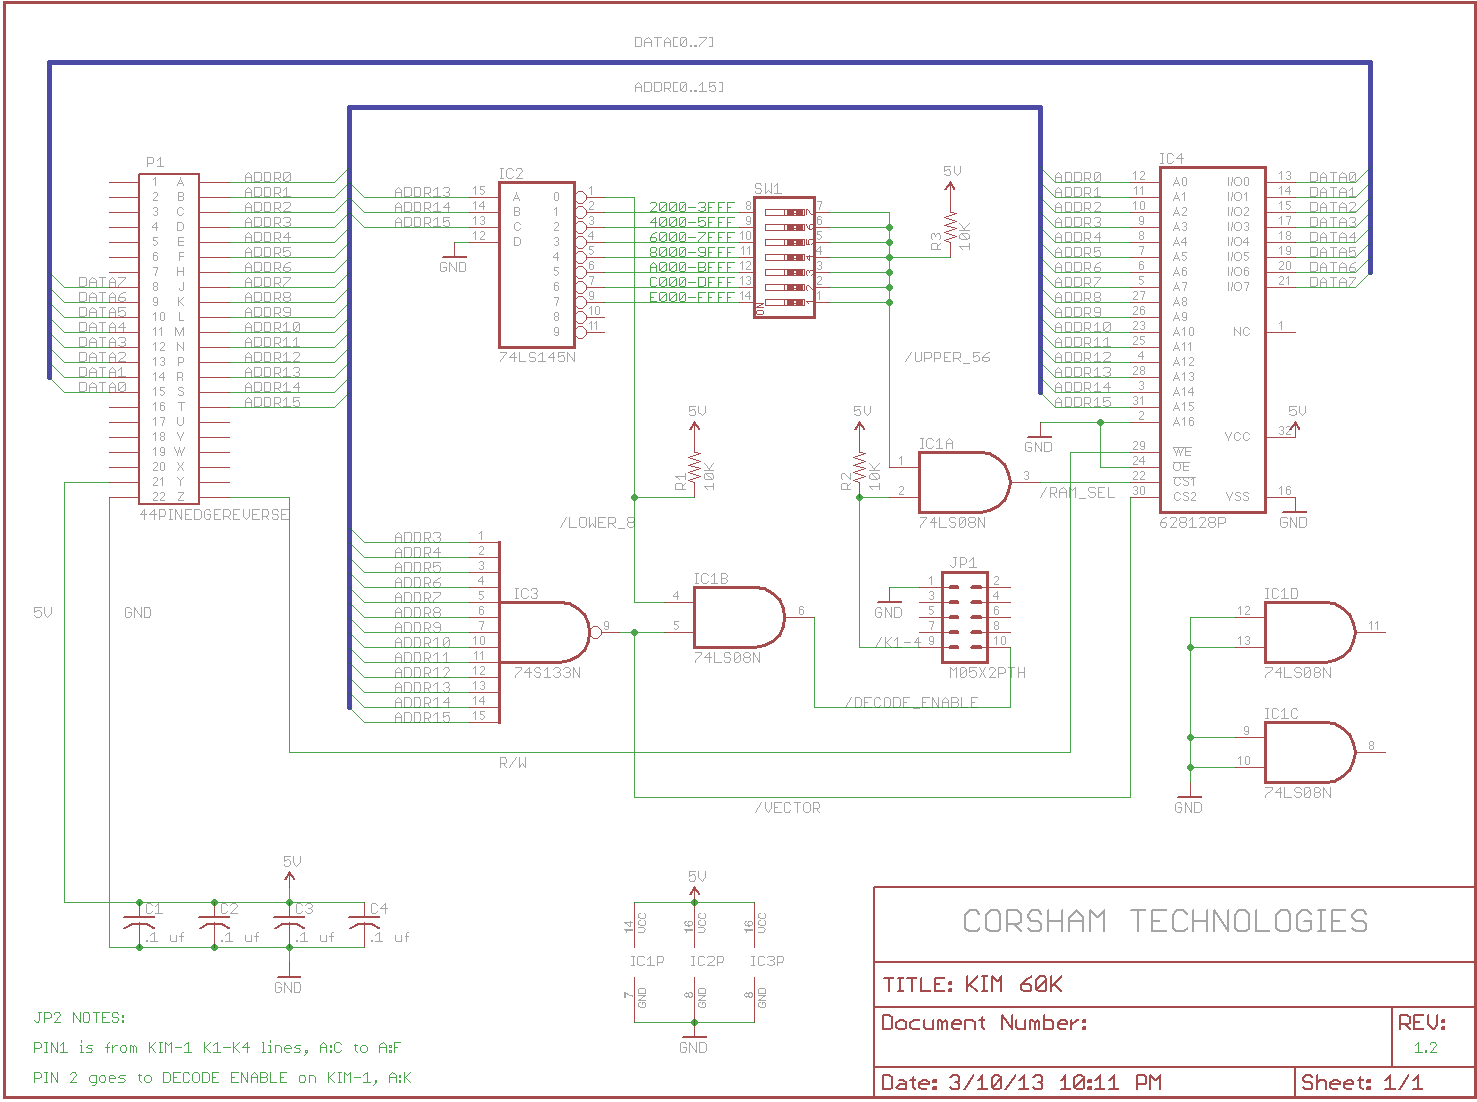 DATA[0..7]
ADDR[0..15]
P1
1 A ADDR0
2 B ADDR1
3 C ADDR2
4 D ADDR3
5 E ADDR4
6 F ADDR5
7 H ADDR6
DATA7 8 J ADDR7
DATA6 9 K ADDR8
DATA5 10 L ADDR9
DATA4 11 M ADDR10
DATA3 12 N ADDR11
DATA2 13 P ADDR12
DATA1 14 R ADDR13
DATA0 15 S ADDR14
16 T ADDR15
17 U
18 V
19 W
20 X
21 Y
22 Z
44PINEDGEREVERSE
IC2
ADDR13 15 A 0 1
ADDR14 14 B 1 2
ADDR15 13 C 2 3
12 D 3 4
GND
4 5
5 6
6 7
7 9
8 10
9 11
74LS145N
SW1
2000-3FFF 8 7
4000-5FFF 9 6
6000-7FFF 10 5
8000-9FFF 11 4
A000-BFFF 12 3
C000-DFFF 13 2
E000-FFFF 14 1
7
6
5
4
3
2
1
ON
5V
R3
10K
/UPPER_56
IC4
ADDR0 12 A0 I/O0 13 DATA0
ADDR1 11 A1 I/O1 14 DATA1
ADDR2 10 A2 I/O2 15 DATA2
ADDR3 9 A3 I/O3 17 DATA3
ADDR4 8 A4 I/O4 18 DATA4
ADDR5 7 A5 I/O5 19 DATA5
ADDR6 6 A6 I/O6 20 DATA6
ADDR7 5 A7 I/O7 21 DATA7
ADDR8 27 A8
ADDR9 26 A9
ADDR10 23 A10 NC 1
ADDR11 25 A11
ADDR12 4 A12
ADDR13 28 A13
ADDR14 3 A14
ADDR15 31 A15
2 A16
GND
5V
VCC 32
29 WE
24 OE
22 CS1
30 CS2 VSS 16
628128P
GND
5V
R1
10K
/LOWER_8
5V
R2
10K
IC1A
1
2
3
/RAM_SEL
74LS08N
ADDR3 1
ADDR4 2
ADDR5 3
ADDR6 4
ADDR7 5
ADDR8 6
ADDR9 7
ADDR10 10
ADDR11 11
ADDR12 12
ADDR13 13
ADDR14 14
ADDR15 15
IC3
9
74S133N
IC1B
4
5
6
74LS08N
JP1
1 2
3 4
5 6
7 8
9 10
GND
/K1-4
M05X2PTH
/DECODE_ENABLE
IC1D
12
13
11
74LS08N
IC1C
9
10
8
74LS08N
GND
5V
GND
R/W
/VECTOR
5V
C1
.1 uf
C2
.1 uf
C3
.1 uf
C4
.1 uf
GND
5V
14 VCC
16 VCC
16 VCC
IC1P IC2P IC3P
7 GND
8 GND
8 GND
GND
JP2 NOTES:
PIN1 is from KIM-1 K1-K4 lines, A:C to A:F
PIN 2 goes to DECODE ENABLE on KIM-1, A:K
CORSHAM TECHNOLOGIES
TITLE: KIM 60K
Document Number:
REV:
1.2
Date: 3/10/13 10:11 PM
Sheet: 1/1